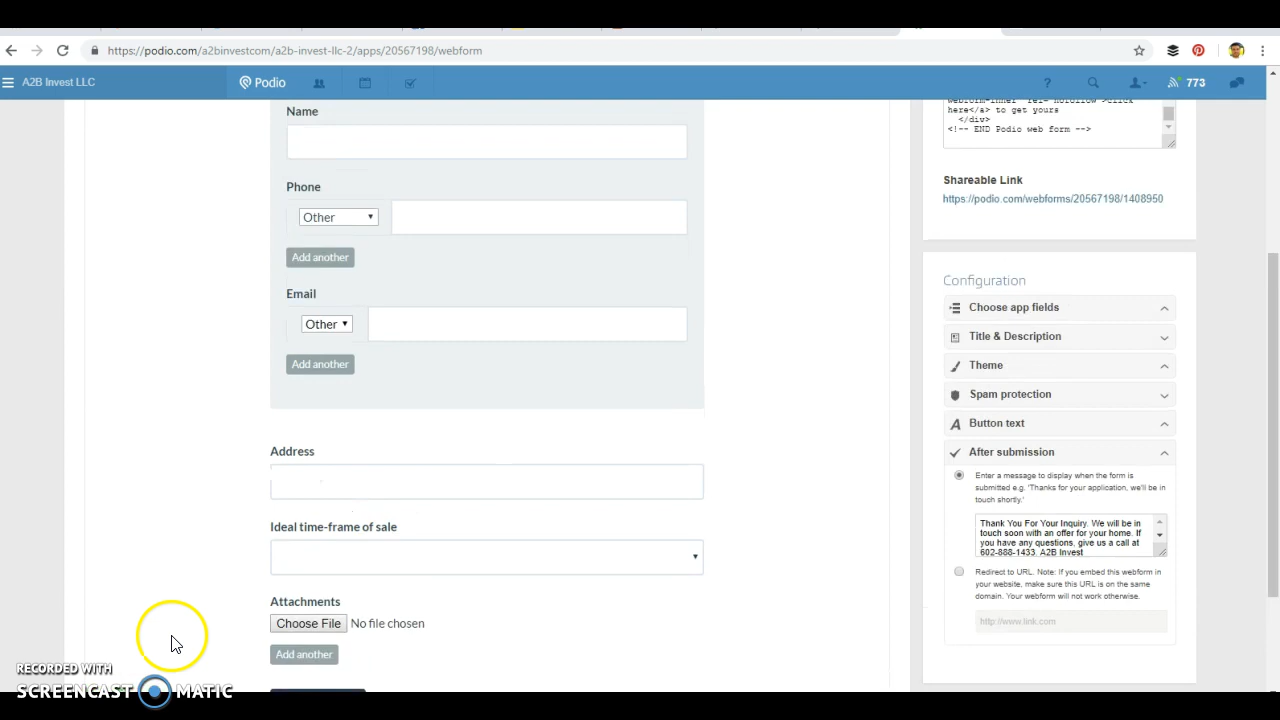 https://podio.com/a2binvestcom/a2b-invest-llc-2/apps/20567198/webform
A2B Invest LLC
Podio
?
773
Name
Phone
Other
Add another
Email
Other
Add another
Address
Ideal time-frame of sale
Attachments
Choose File No file chosen
Add another
webform-inner" rel="nofollow">Click
here</a> to get yours
</div>
<!-- END Podio web form -->
Shareable Link
https://podio.com/webforms/20567198/1408950
Configuration
Choose app fields
Title & Description
Theme
Spam protection
A Button text
After submission
Enter a message to display when the form is
submitted e.g. 'Thanks for your application, we'll be in
touch shortly.'
Thank You For Your Inquiry. We will be in
touch soon with an offer for your home. If
you have any questions, give us a call at
602-888-1433. A2B Invest
Redirect to URL. Note: If you embed this webform in
your website, make sure this URL is on the same
domain. Your webform will not work otherwise.
http://www.link.com
RECORDED WITH
SCREENCAST MATIC